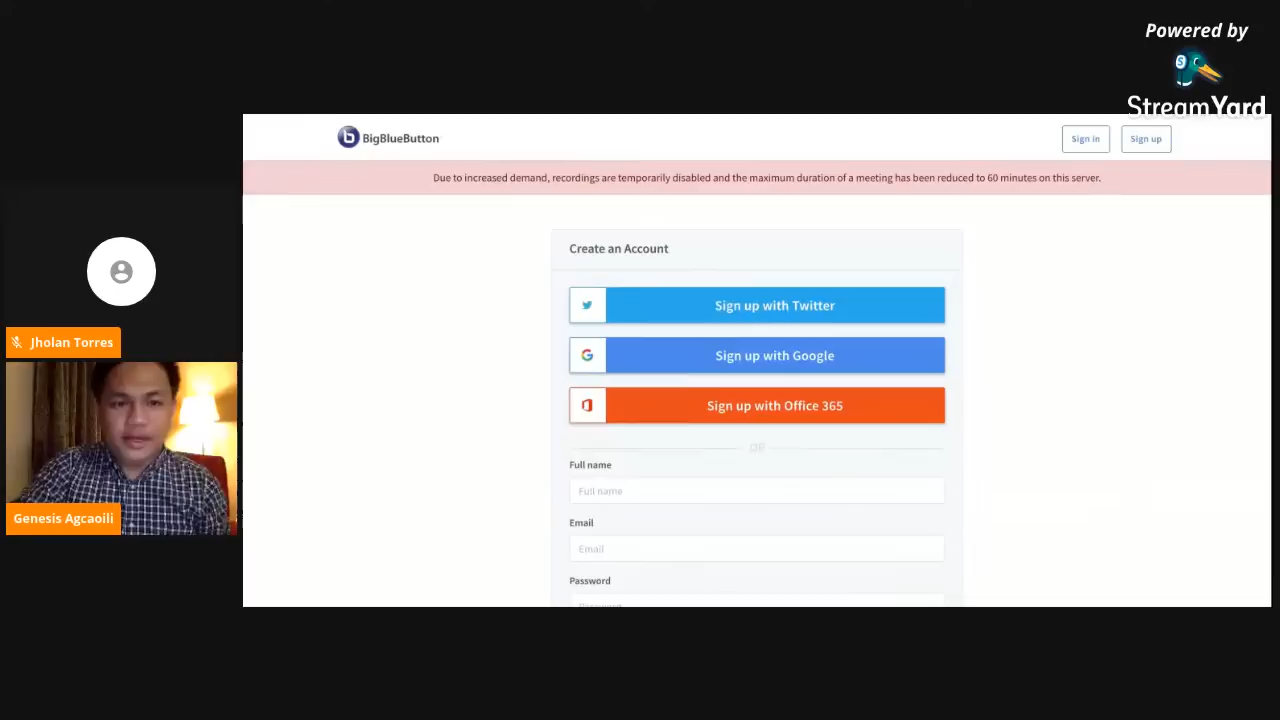 Powered by
StreamYard
BigBlueButton
Sign in
Sign up
Due to increased demand, recordings are temporarily disabled and the maximum duration of a meeting has been reduced to 60 minutes on this server.
Create an Account
Sign up with Twitter
Sign up with Google
Sign up with Office 365
OR
Full name
Full name
Email
Email
Password
Password
Jholan Torres
Genesis Agcaoili